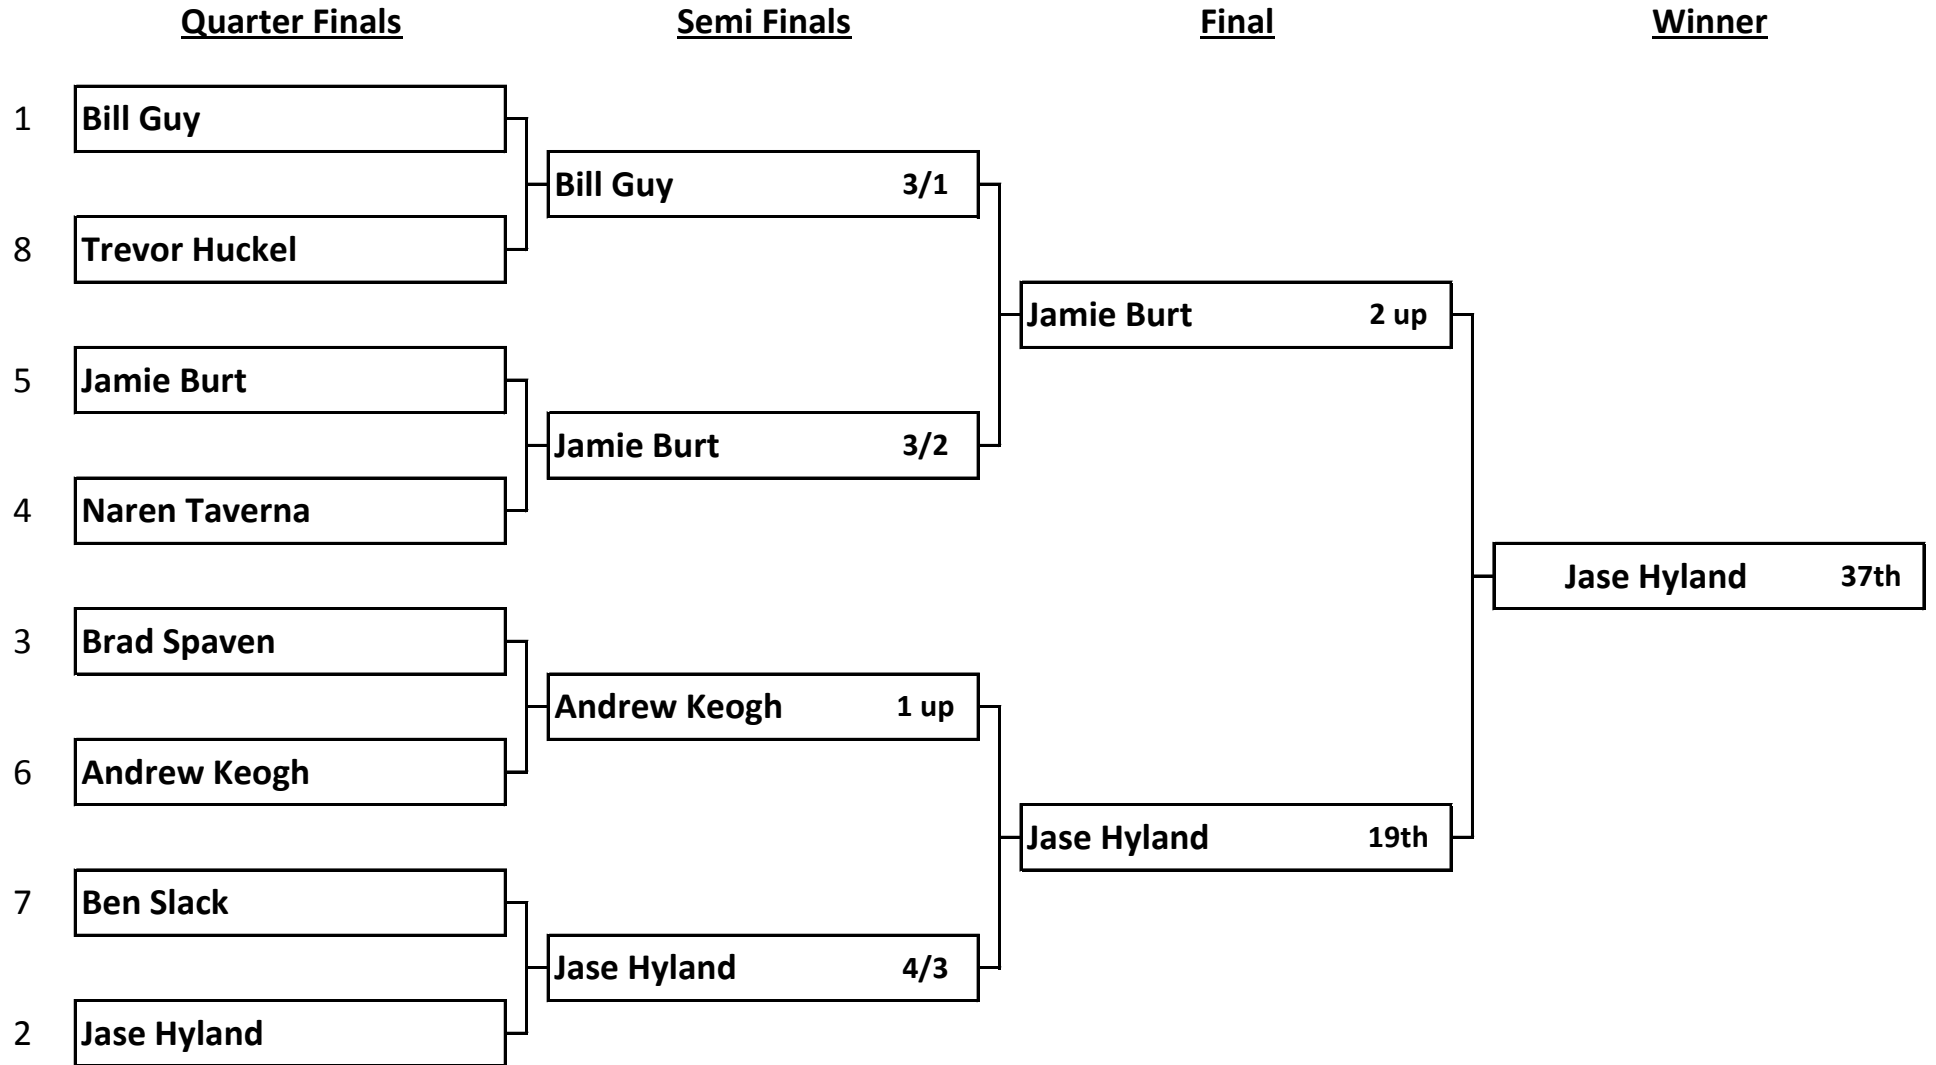 Quarter Finals Semi Finals Final Winner
1 Bill Guy
Bill Guy 3/1
8 Trevor Huckel
Jamie Burt 2 up
5 Jamie Burt
Jamie Burt 3/2
4 Naren Taverna
Jase Hyland 37th
3 Brad Spaven
Andrew Keogh 1 up
6 Andrew Keogh
Jase Hyland 19th
7 Ben Slack
Jase Hyland 4/3
2 Jase Hyland